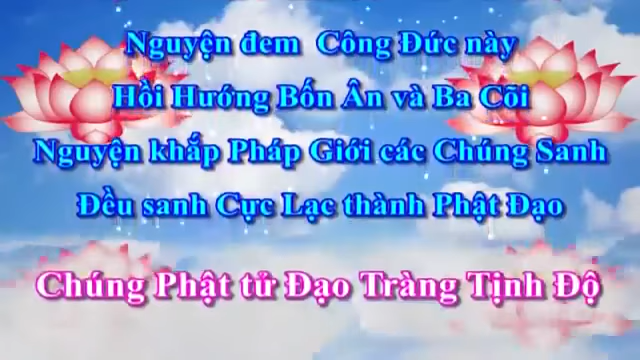 Nguyện đem Công Đức này
Hồi Hướng Bốn Ân và Ba Cõi
Nguyện khắp Pháp Giới các Chúng Sanh
Đều sanh Cực Lạc thành Phật Đạo
Chúng Phật tử Đạo Tràng Tịnh Độ